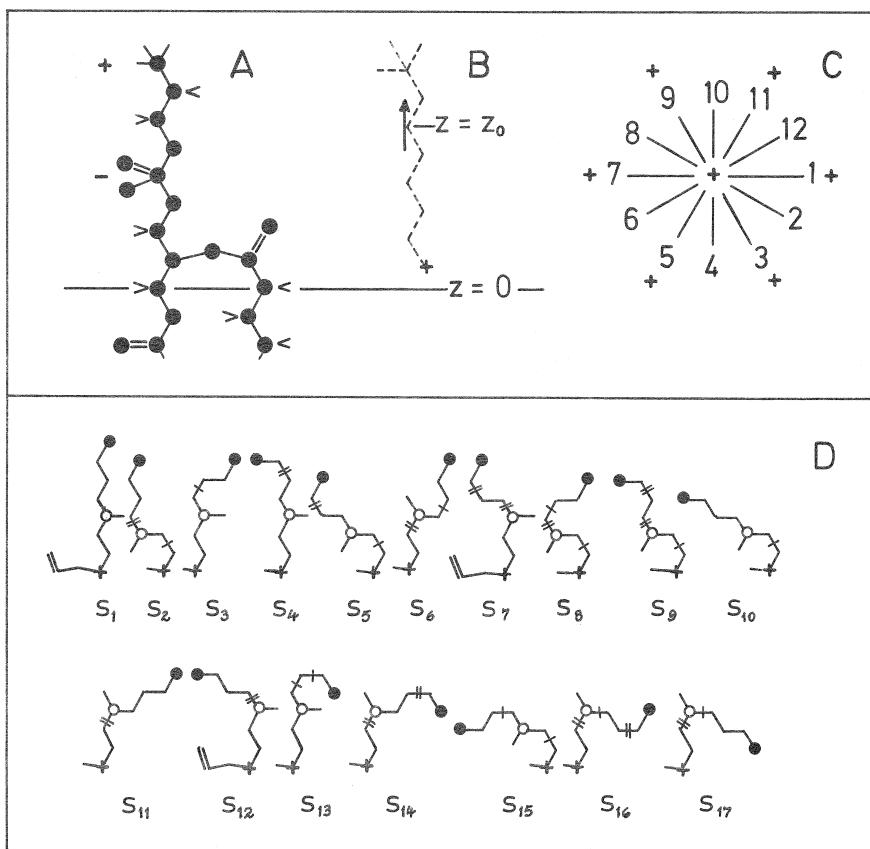 A
B
C
+
−
z = z₀
z = 0
+
1
2
3
4
5
6
7
8
9
10
11
12
+
+
+
+
+
+
+
D
S₁ S₂ S₃ S₄ S₅ S₆ S₇ S₈ S₉ S₁₀
S₁₁ S₁₂ S₁₃ S₁₄ S₁₅ S₁₆ S₁₇